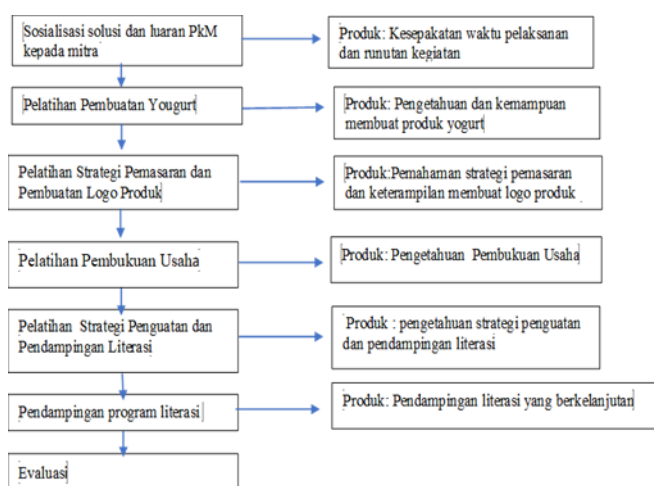 Sosialisasi solusi dan luaran PkM
kepada mitra
Produk: Kesepakatan waktu pelaksanan
dan runutan kegiatan
Pelatihan Pembuatan Yougurt
Produk: Pengetahuan dan kemampuan
membuat produk yogurt
Pelatihan Strategi Pemasaran dan
Pembuatan Logo Produk
Produk:Pemahaman strategi pemasaran
dan keterampilan membuat logo produk
Pelatihan Pembukuan Usaha
Produk: Pengetahuan Pembukuan Usaha
Pelatihan Strategi Penguatan dan
Pendampingan Literasi
Produk : pengetahuan strategi penguatan
dan pendampingan literasi
Pendampingan program literasi
Produk: Pendampingan literasi yang berkelanjutan
Evaluasi